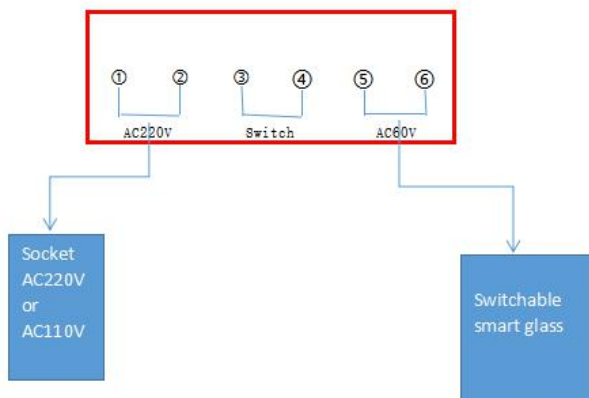 ① ② ③ ④ ⑤ ⑥
AC220V Switch AC60V
Socket
AC220V
or
AC110V
Switchable
smart glass